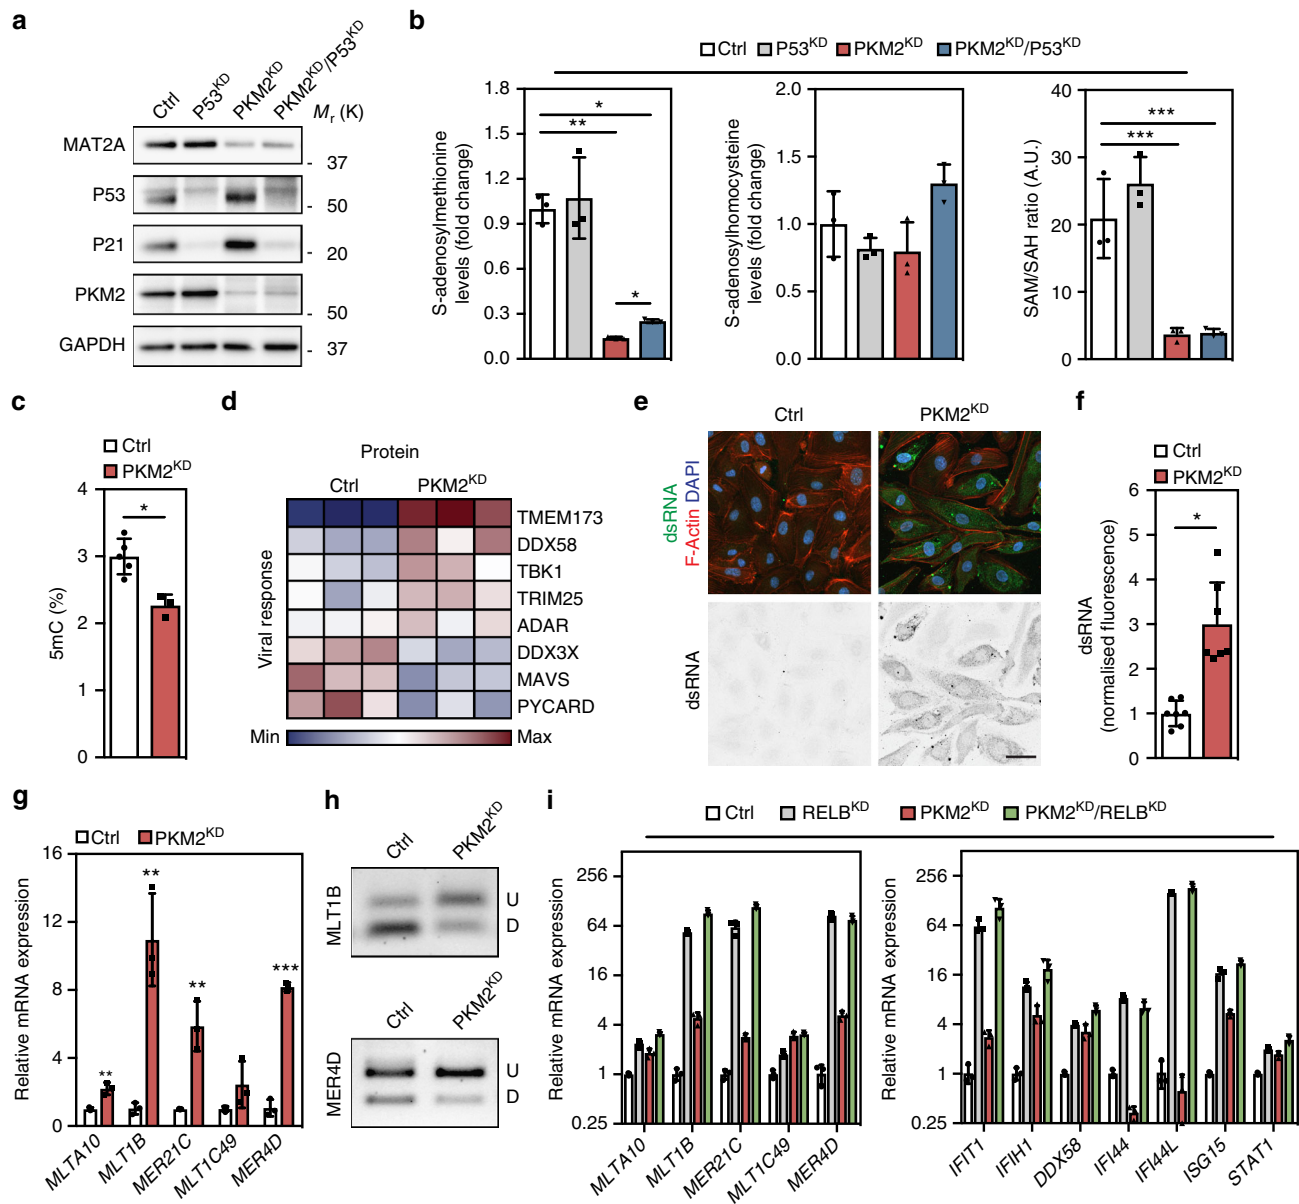 a
Ctrl
P53KD
PKM2KD
PKM2KD/P53KD
Mr (K)
MAT2A
- 37
P53
- 50
P21
- 20
PKM2
- 50
GAPDH
- 37
b
Ctrl P53KD PKM2KD PKM2KD/P53KD
S-adenosylmethionine
levels (fold change)
1.8
1.5
1.2
0.9
0.6
0.3
0.0
*
**
*
S-adenosylhomocysteine
levels (fold change)
2.0
1.5
1.0
0.5
0.0
SAM/SAH ratio (A.U.)
40
30
20
10
0
***
***
c
Ctrl
PKM2KD
5mC (%)
4
3
2
1
0
*
d
Protein
Ctrl PKM2KD
Viral response
TMEM173
DDX58
TBK1
TRIM25
ADAR
DDX3X
MAVS
PYCARD
Min Max
e
Ctrl PKM2KD
dsRNA
F-Actin DAPI
dsRNA
f
Ctrl
PKM2KD
dsRNA
(normalised fluorescence)
6
5
4
3
2
1
0
*
g
Ctrl PKM2KD
Relative mRNA expression
16
12
8
4
0
**
**
**
***
MLTA10
MLT1B
MER21C
MLT1C49
MER4D
h
Ctrl PKM2KD
MLT1B
U
D
Ctrl PKM2KD
MER4D
U
D
i
Ctrl RELBKD PKM2KD PKM2KD/RELBKD
Relative mRNA expression
256
64
16
4
1
0.25
MLTA10
MLT1B
MER21C
MLT1C49
MER4D
Relative mRNA expression
256
64
16
4
1
0.25
IFIT1
IFIH1
DDX58
IFI44
IFI44L
ISG15
STAT1